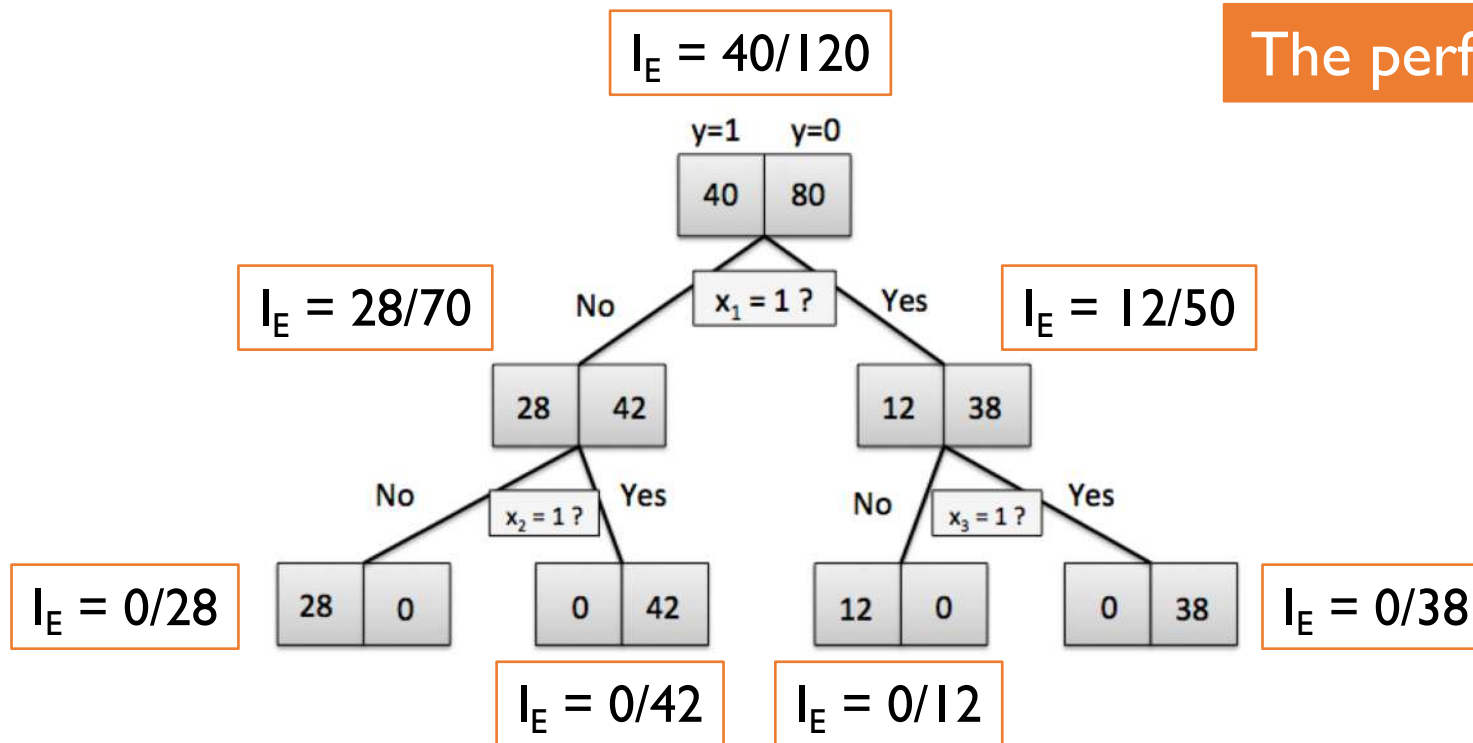 I_E = 40/120
The perf
y=1 y=0
40 80
I_E = 28/70
No
x_1 = 1 ?
Yes
I_E = 12/50
28 42
12 38
No
x_2 = 1 ?
Yes
No
x_3 = 1 ?
Yes
I_E = 0/28
28 0
0 42
12 0
0 38
I_E = 0/38
I_E = 0/42
I_E = 0/12